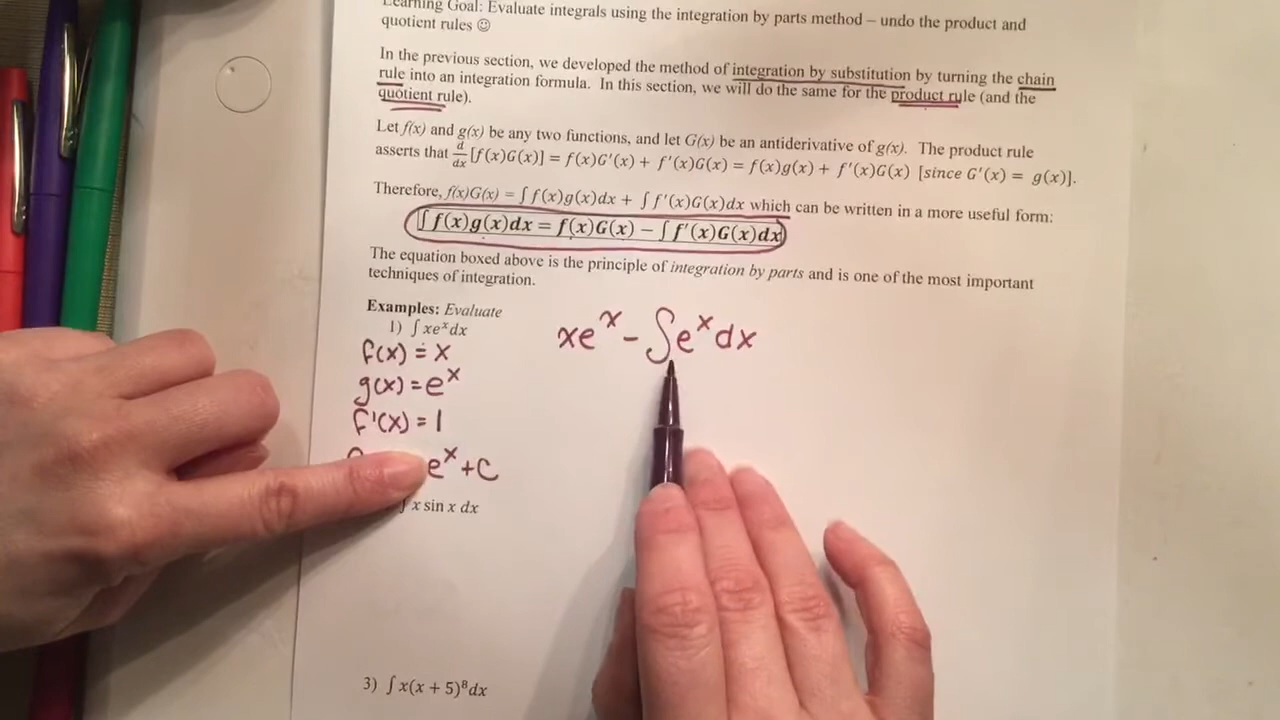 Learning Goal: Evaluate integrals using the integration by parts method – undo the product and
quotient rules ☺
In the previous section, we developed the method of integration by substitution by turning the chain
rule into an integration formula. In this section, we will do the same for the product rule (and the
quotient rule).
Let f(x) and g(x) be any two functions, and let G(x) be an antiderivative of g(x). The product rule
asserts that d/dx [f(x)G(x)] = f(x)G'(x) + f'(x)G(x) = f(x)g(x) + f'(x)G(x) [since G'(x) = g(x)].
Therefore, f(x)G(x) = ∫ f(x)g(x)dx + ∫ f'(x)G(x)dx which can be written in a more useful form:
∫ f(x)g(x)dx = f(x)G(x) − ∫ f'(x)G(x)dx
The equation boxed above is the principle of integration by parts and is one of the most important
techniques of integration.
Examples: Evaluate
1) ∫ xeˣdx
xeˣ - ∫eˣdx
f(x) = x
g(x) = eˣ
f'(x) = 1
eˣ + C
∫ x sin x dx
3) ∫ x(x + 5)⁸dx